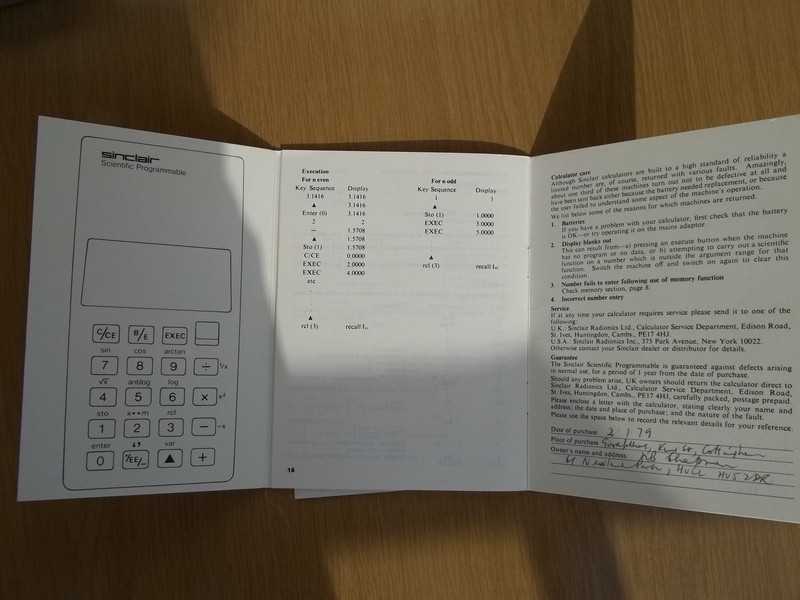 sinclair
Scientific Programmable
C/CE B/E EXEC
sin cos arctan
7 8 9 ÷ ¹/x
√x antilog log
4 5 6 × x²
sto x↔m rcl
1 2 3 − -x
enter var
0 ./EE/_ ▲ +
Execution
For n even
Key Sequence Display
3.1416 3.1416
▲ 3.1416
Enter (0) 3.1416
2 2
— 1.5708
▲ 1.5708
Sto (1) 1.5708
C/CE 0.0000
EXEC 2.0000
EXEC 4.0000
etc
.
.
.
▲
rcl (3) recall Iₘ
18
For n odd
Key Sequence Display
1 1
▲
Sto (1) 1.0000
EXEC 3.0000
EXEC 5.0000
.
▲
rcl (3) recall Iₘ
Calculator care
Although Sinclair calculators are built to a high standard of reliability a
limited number are, of course, returned with various faults. Amazingly,
about one third of these machines turn out not to be defective at all and
have been sent back either because the battery needed replacement, or because
the user failed to understand some aspect of the machine's operation.
We list below some of the reasons for which machines are returned.
1. Batteries
If you have a problem with your calculator, first check that the battery
is OK—or try operating it on the mains adaptor.
2. Display blanks out
This can result from—a) pressing an execute button when the machine
has no program or no data, or b) attempting to carry out a scientific
function on a number which is outside the argument range for that
function. Switch the machine off and switch on again to clear this
condition.
3. Number fails to enter following use of memory function
Check memory section, page 8.
4. Incorrect number entry
Service
If at any time your calculator requires service please send it to one of the
following:
U.K.: Sinclair Radionics Ltd., Calculator Service Department, Edison Road,
St. Ives, Huntingdon, Cambs., PE17 4HJ.
U.S.A.: Sinclair Radionics Inc., 375 Park Avenue, New York 10022.
Otherwise contact your Sinclair dealer or distributor for details.
Guarantee
The Sinclair Scientific Programmable is guaranteed against defects arising
in normal use, for a period of 1 year from the date of purchase.
Should any problem arise, UK owners should return the calculator direct to
Sinclair Radionics Ltd., Calculator Service Department, Edison Road,
St. Ives, Huntingdon, Cambs, PE17 4HJ, carefully packed, postage prepaid.
Please enclose a letter with the calculator, stating clearly your name and
address; the date and place of purchase; and the nature of the fault.
Please use the space below to record the relevant details for your reference.
Date of purchase 2.1.79
Place of purchase Cottingham
Owner's name and address
Park, HULL HU5 2DR